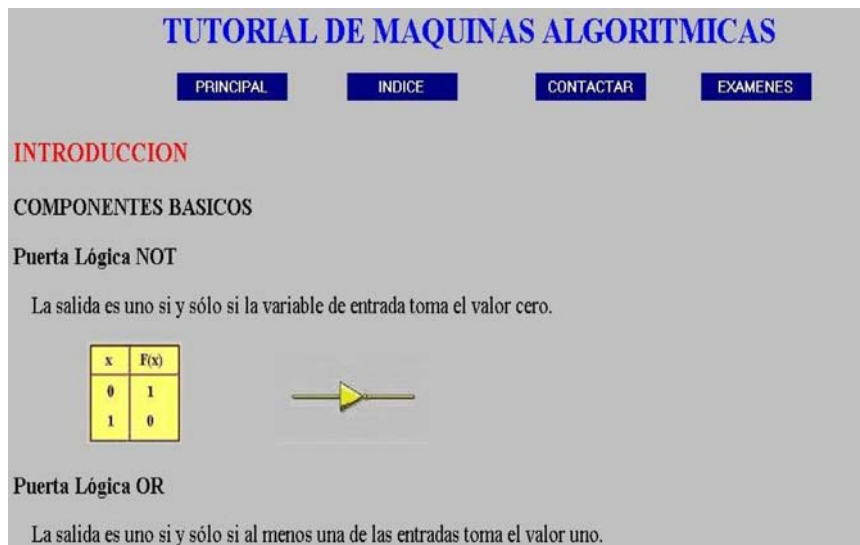 TUTORIAL DE MAQUINAS ALGORITMICAS
PRINCIPAL INDICE CONTACTAR EXAMENES
INTRODUCCION
COMPONENTES BASICOS
Puerta Lógica NOT
La salida es uno si y sólo si la variable de entrada toma el valor cero.
x F(x)
0 1
1 0
Puerta Lógica OR
La salida es uno si y sólo si al menos una de las entradas toma el valor uno.